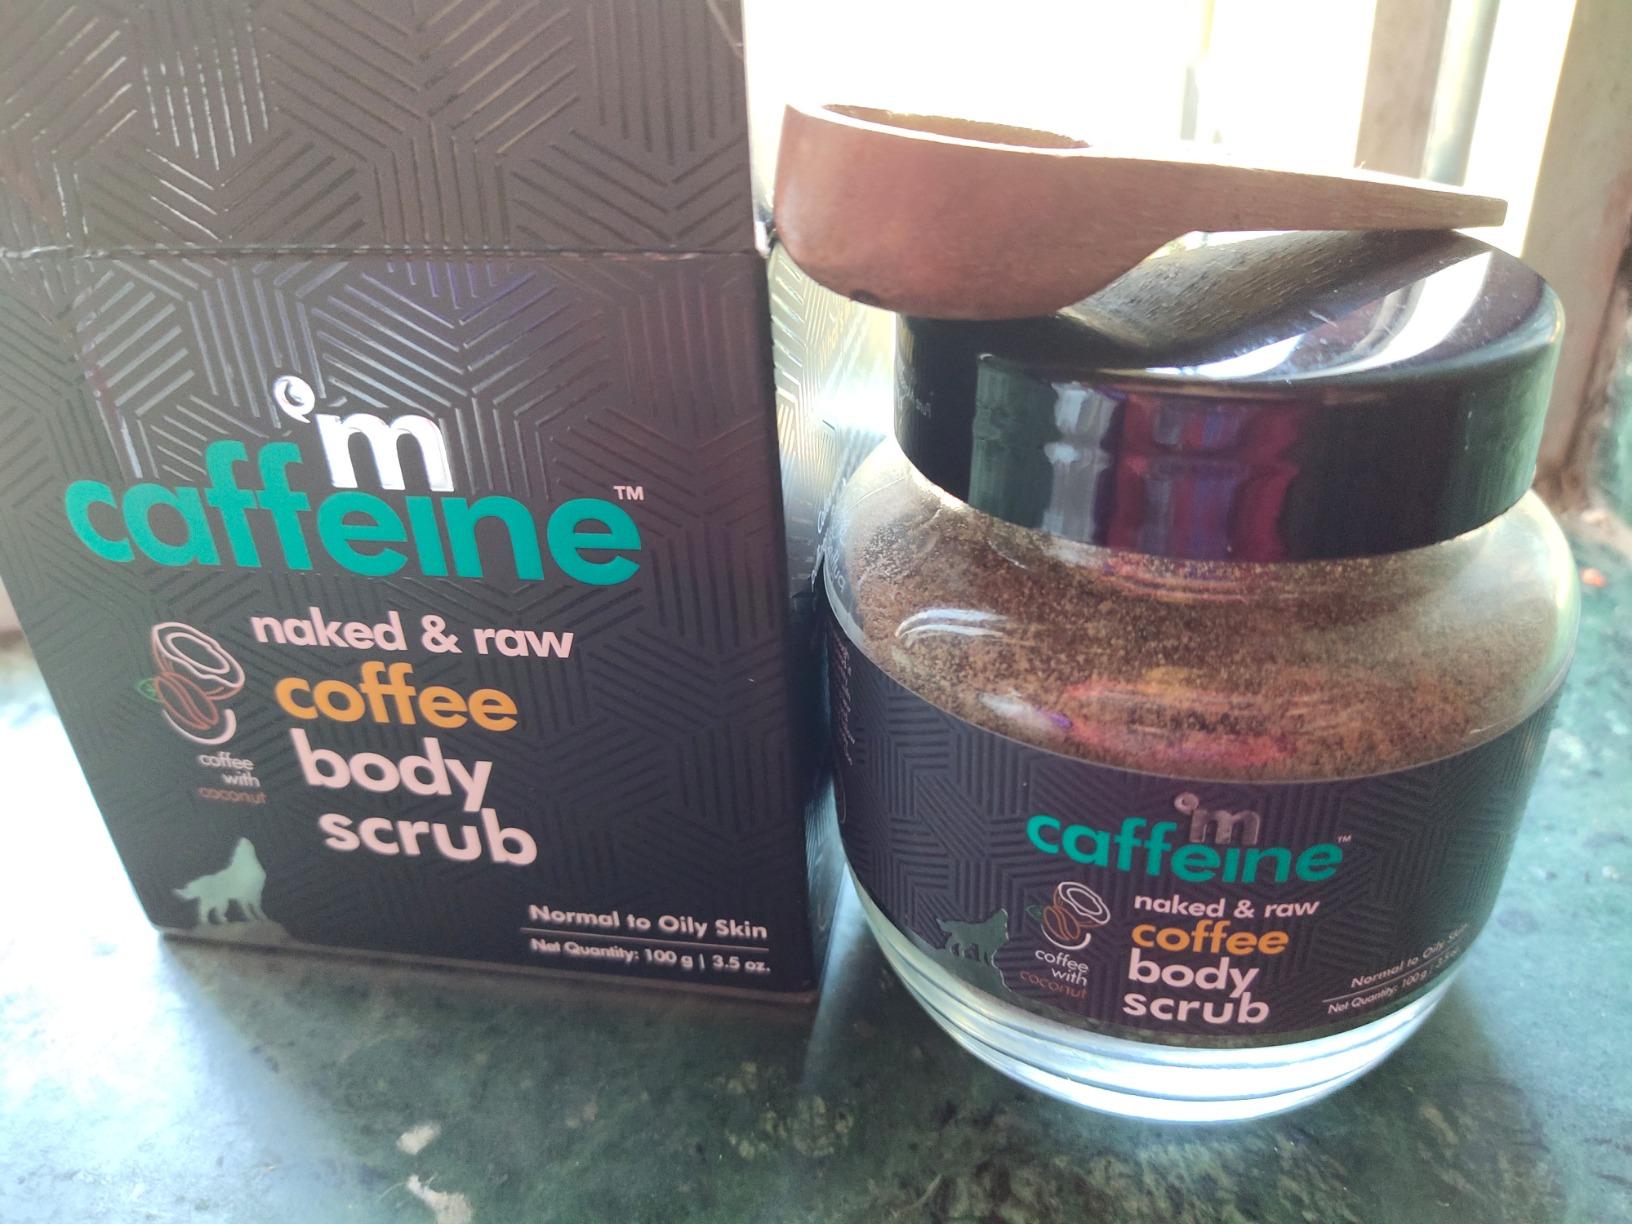 'm
caffeine™
naked & raw
coffee
body
scrub
coffee
with
coconut
Normal to Oily Skin
Net Quantity: 100 g | 3.5 oz.
'm
caffeine™
naked & raw
coffee
body
scrub
coffee
with
coconut
Normal to Oily Skin
Net Quantity: 100 g | 3.5 oz.